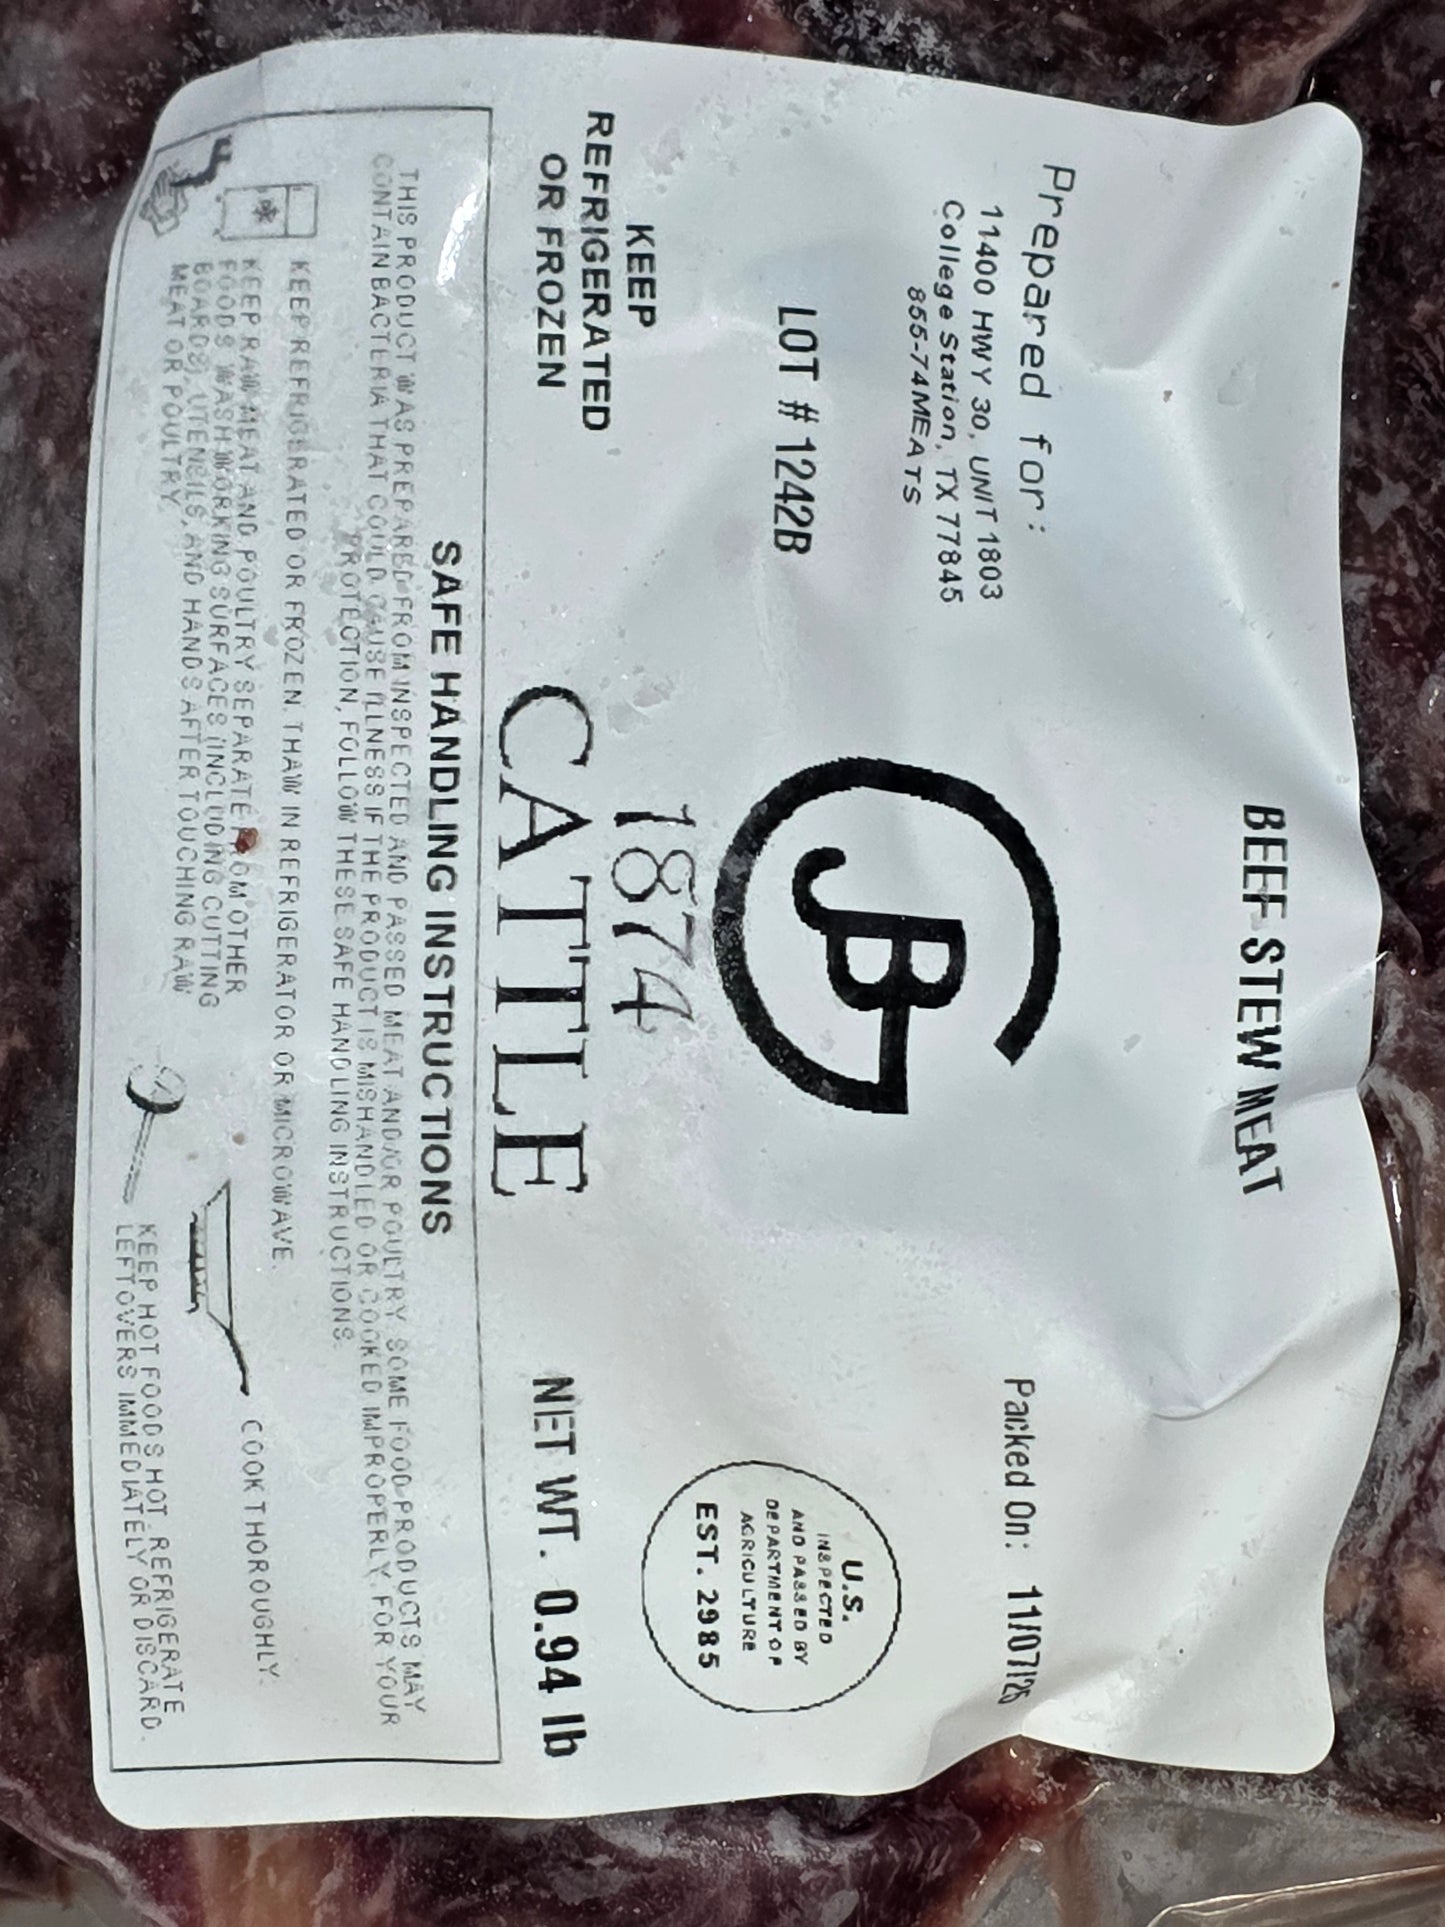 BEEF STEW MEAT
Prepared for:
11400 HWY 30, UNIT 1803
College Station, TX 77845
855-74MEATS
Packed On: 11/07/25
LOT # 1242B
JB
1874
CATTLE
U.S.
INSPECTED
AND PASSED BY
DEPARTMENT OF
AGRICULTURE
EST. 2985
KEEP
REFRIGERATED
OR FROZEN
NET WT. 0.94 lb
SAFE HANDLING INSTRUCTIONS
THIS PRODUCT WAS PREPARED FROM INSPECTED AND PASSED MEAT AND/OR POULTRY. SOME FOOD PRODUCTS MAY
CONTAIN BACTERIA THAT COULD CAUSE ILLNESS IF THE PRODUCT IS MISHANDLED OR COOKED IMPROPERLY. FOR YOUR
PROTECTION, FOLLOW THESE SAFE HANDLING INSTRUCTIONS.
KEEP REFRIGERATED OR FROZEN. THAW IN REFRIGERATOR OR MICROWAVE.
KEEP RAW MEAT AND POULTRY SEPARATE FROM OTHER
FOODS. WASH WORKING SURFACES (INCLUDING CUTTING
BOARDS), UTENSILS, AND HANDS AFTER TOUCHING RAW
MEAT OR POULTRY.
COOK THOROUGHLY.
KEEP HOT FOODS HOT. REFRIGERATE
LEFTOVERS IMMEDIATELY OR DISCARD.